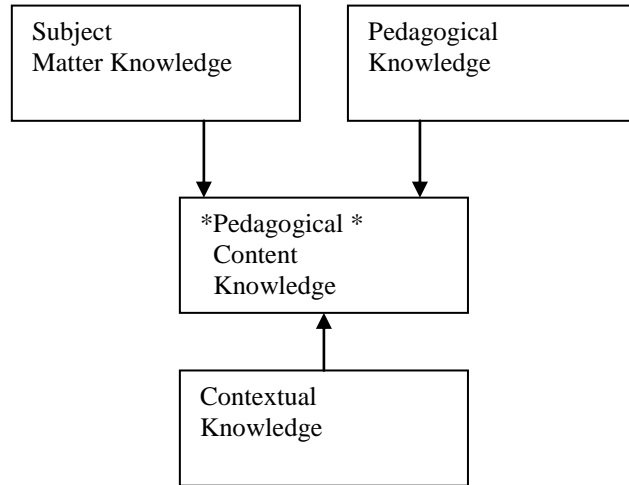 Subject
Matter Knowledge
Pedagogical
Knowledge
*Pedagogical *
Content
Knowledge
Contextual
Knowledge